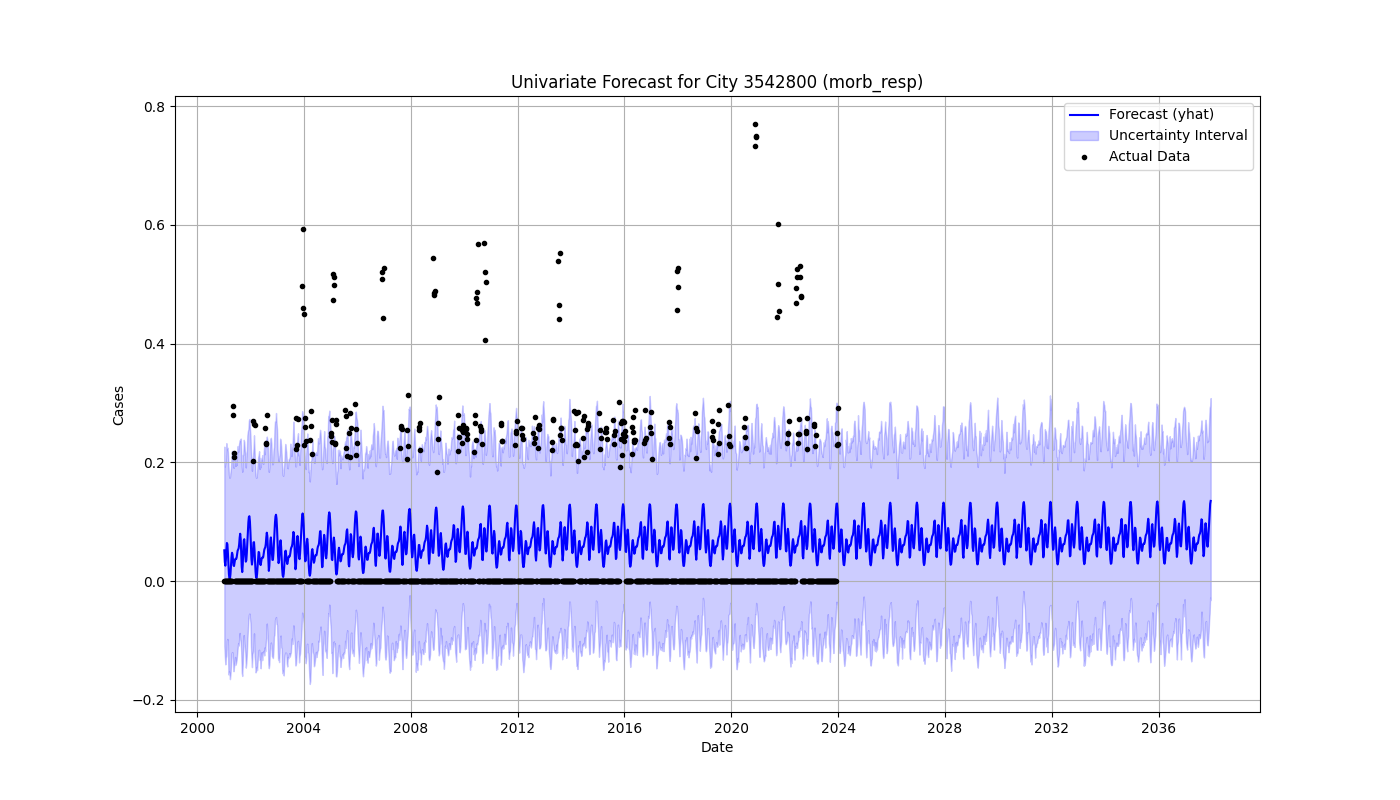 Univariate Forecast for City 3542800 (morb_resp)
Forecast (yhat)
Uncertainty Interval
Actual Data
Cases
0.8
0.6
0.4
0.2
0.0
−0.2
2000 2004 2008 2012 2016 2020 2024 2028 2032 2036
Date